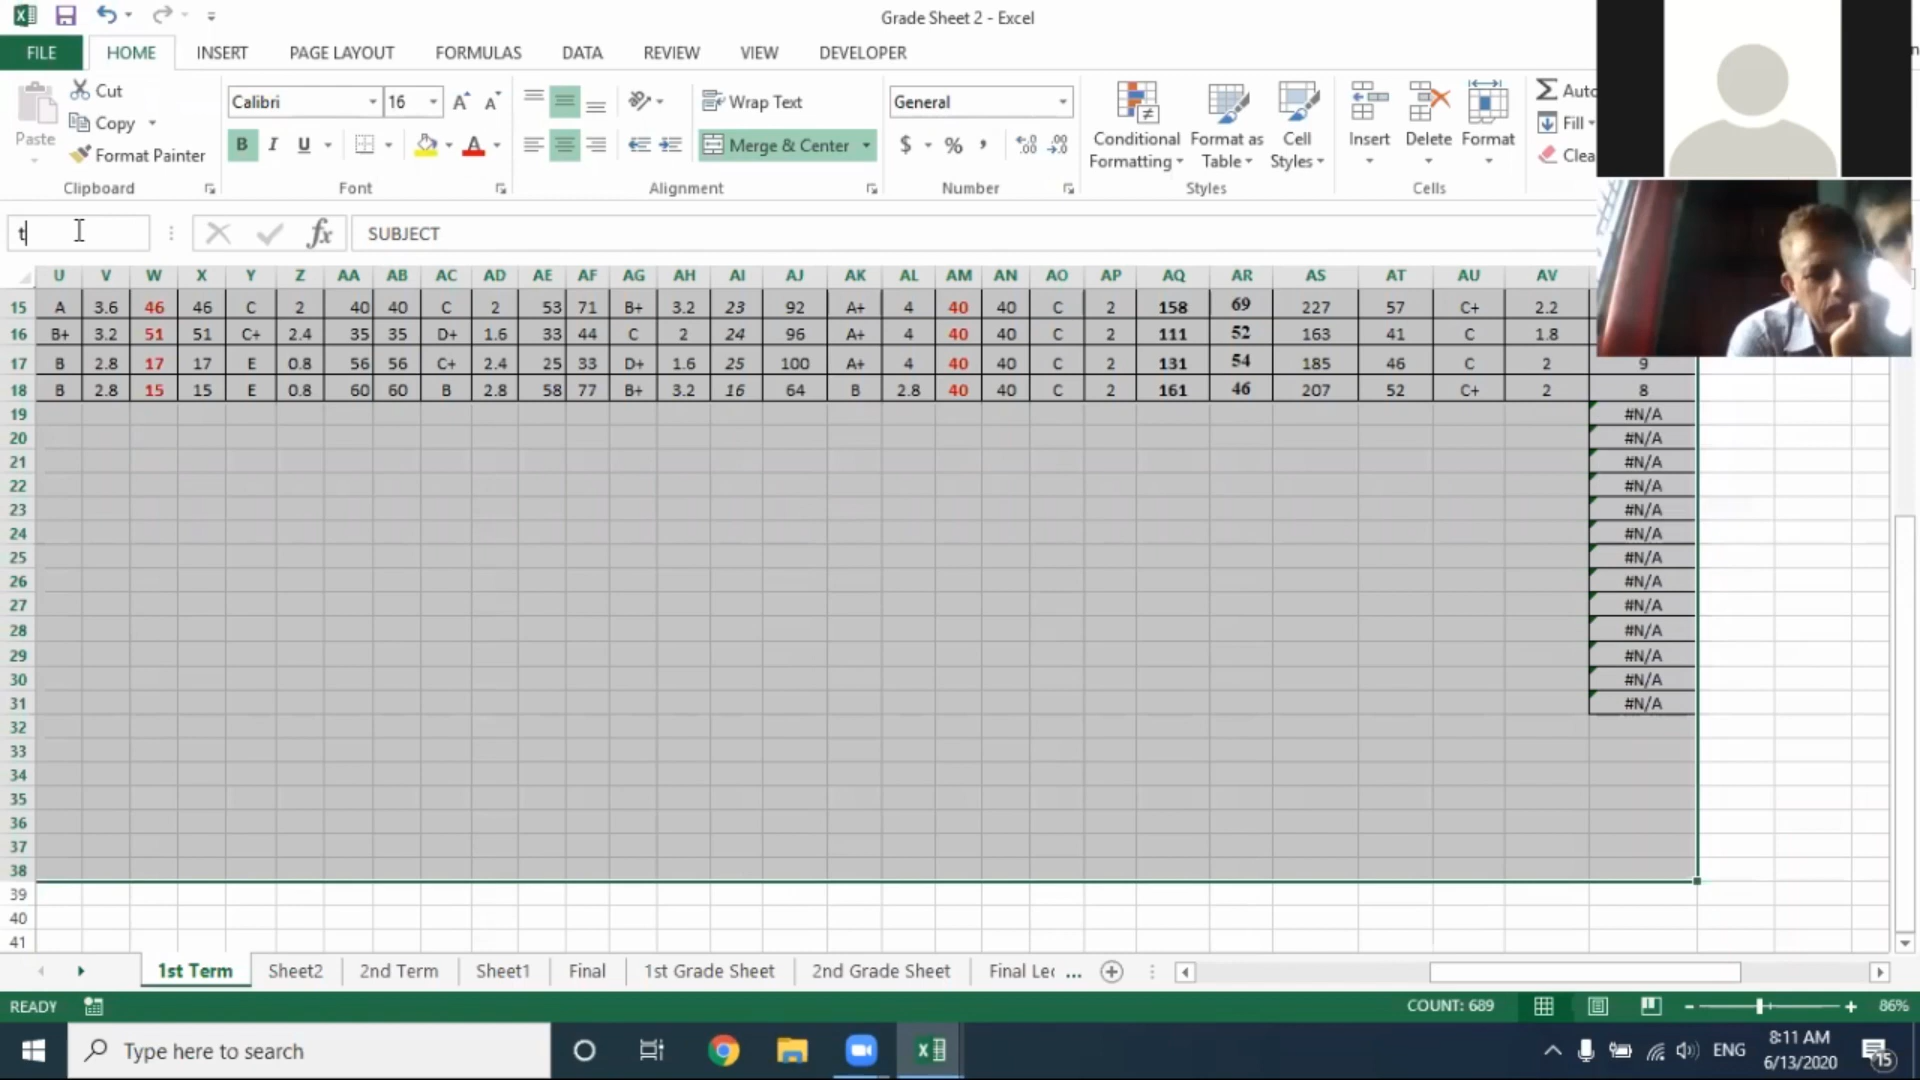 Grade Sheet 2 - Excel
FILE HOME INSERT PAGE LAYOUT FORMULAS DATA REVIEW VIEW DEVELOPER
Paste Cut Copy Format Painter Clipboard
Calibri 16 B I U A Font
Wrap Text Merge & Center Alignment
General $ % , Number
Conditional Formatting Format as Table Cell Styles Styles
Insert Delete Format Cells
Σ Auto
Fill
Clea
t fx SUBJECT
U V W X Y Z AA AB AC AD AE AF AG AH AI AJ AK AL AM AN AO AP AQ AR AS AT AU AV
15 A 3.6 46 46 C 2 40 40 C 2 53 71 B+ 3.2 23 92 A+ 4 40 40 C 2 158 69 227 57 C+ 2.2
16 B+ 3.2 51 51 C+ 2.4 35 35 D+ 1.6 33 44 C 2 24 96 A+ 4 40 40 C 2 111 52 163 41 C 1.8
17 B 2.8 17 17 E 0.8 56 56 C+ 2.4 25 33 D+ 1.6 25 100 A+ 4 40 40 C 2 131 54 185 46 C 2 9
18 B 2.8 15 15 E 0.8 60 60 B 2.8 58 77 B+ 3.2 16 64 B 2.8 40 40 C 2 161 46 207 52 C+ 2 8
19 #N/A
20 #N/A
21 #N/A
22 #N/A
23 #N/A
24 #N/A
25 #N/A
26 #N/A
27 #N/A
28 #N/A
29 #N/A
30 #N/A
31 #N/A
32
33
34
35
36
37
38
39
40
41
1st Term Sheet2 2nd Term Sheet1 Final 1st Grade Sheet 2nd Grade Sheet Final Lec ...
READY COUNT: 689 86%
Type here to search ENG 8:11 AM
6/13/2020 15